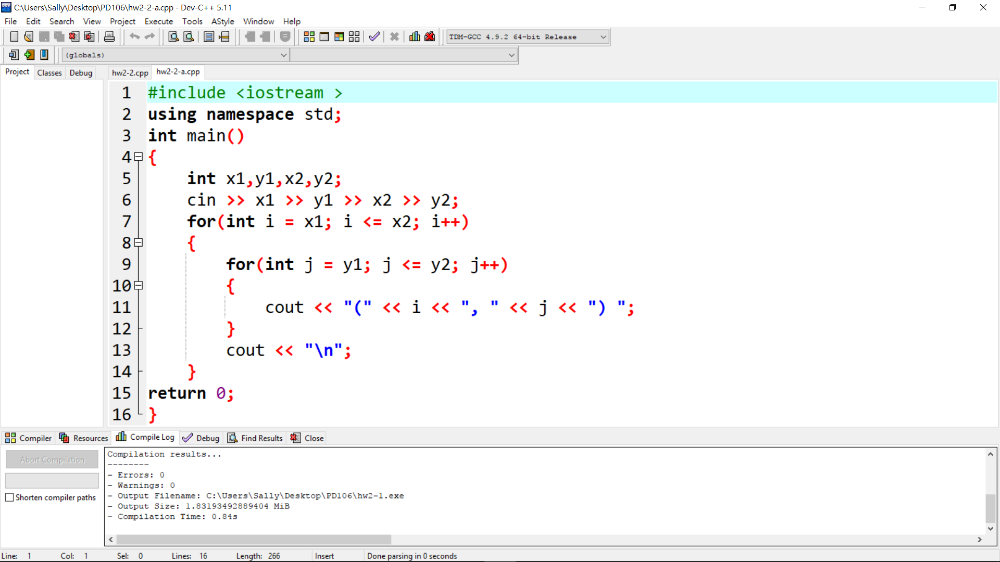 C:\Users\Sally\Desktop\PD106\hw2-2-a.cpp - Dev-C++ 5.11
File Edit Search View Project Execute Tools AStyle Window Help
TDM-GCC 4.9.2 64-bit Release
(globals)
Project Classes Debug hw2-2.cpp hw2-2-a.cpp
1 #include <iostream >
2 using namespace std;
3 int main()
4 {
5 int x1,y1,x2,y2;
6 cin >> x1 >> y1 >> x2 >> y2;
7 for(int i = x1; i <= x2; i++)
8 {
9 for(int j = y1; j <= y2; j++)
10 {
11 cout << "(" << i << ", " << j << ") ";
12 }
13 cout << "\n";
14 }
15 return 0;
16 }
Compiler Resources Compile Log Debug Find Results Close
Abort Compilation
Shorten compiler paths
Compilation results...
--------
- Errors: 0
- Warnings: 0
- Output Filename: C:\Users\Sally\Desktop\PD106\hw2-1.exe
- Output Size: 1.83193492889404 MiB
- Compilation Time: 0.84s
Line: 1 Col: 1 Sel: 0 Lines: 16 Length: 266 Insert Done parsing in 0 seconds